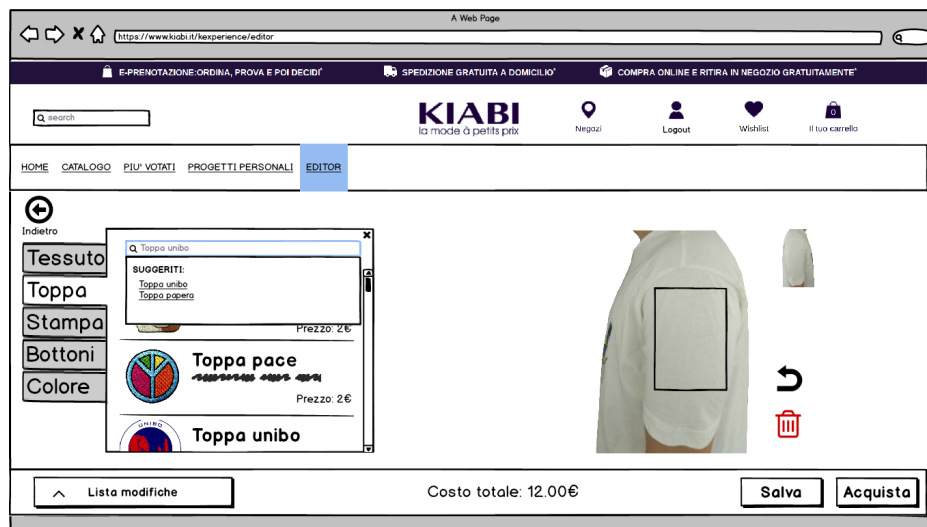 A Web Page
https://www.kiabi.it/kexperience/editor
E-PRENOTAZIONE:ORDINA, PROVA E POI DECIDI* SPEDIZIONE GRATUITA A DOMICILIO* COMPRA ONLINE E RITIRA IN NEGOZIO GRATUITAMENTE*
search
KIABI
la mode à petits prix
Negozi Logout Wishlist 0 Il tuo carrello
HOME CATALOGO PIU' VOTATI PROGETTI PERSONALI EDITOR
Indietro
Tessuto
Toppa
Stampa
Bottoni
Colore
Toppa unibo
SUGGERITI:
Toppa unibo
Toppa papera
Prezzo: 2€
Toppa pace
Prezzo: 2€
UNIBO
Toppa unibo
Lista modifiche Costo totale: 12.00€ Salva Acquista